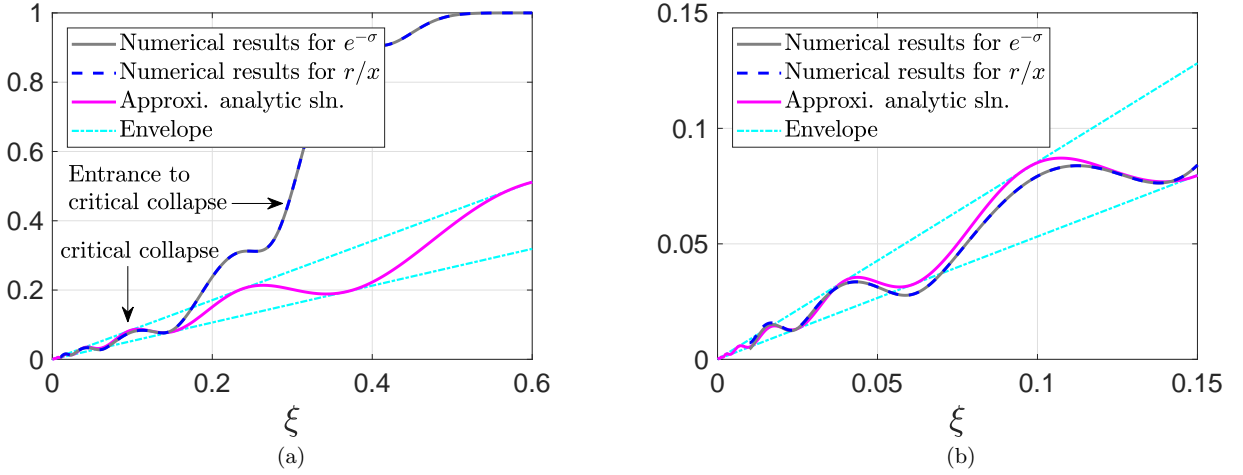 1
0.8
0.6
0.4
0.2
0
Numerical results for e^{−σ}
Numerical results for r/x
Approxi. analytic sln.
Envelope
Entrance to
critical collapse
critical collapse
0 0.2 0.4 0.6
ξ
(a)
0.15
0.1
0.05
0
Numerical results for e^{−σ}
Numerical results for r/x
Approxi. analytic sln.
Envelope
0 0.05 0.1 0.15
ξ
(b)